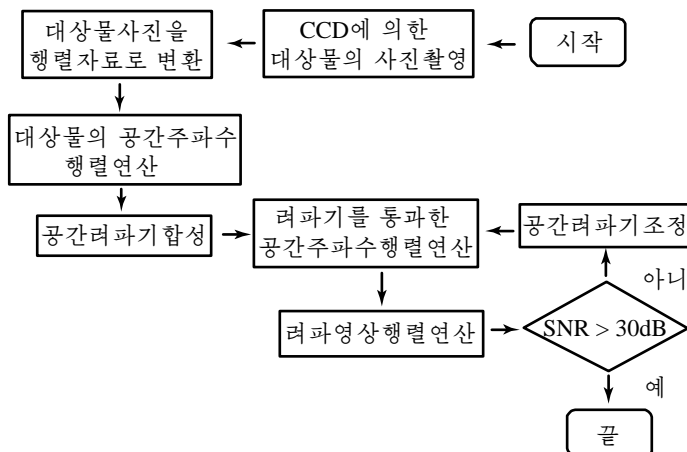 시작
CCD에 의한
대상물의 사진촬영
대상물사진을
행렬자료로 변환
대상물의 공간주파수
행렬연산
공간려파기합성
려파기를 통과한
공간주파수행렬연산
려파영상행렬연산
SNR > 30dB
아니
공간려파기조정
예
끝